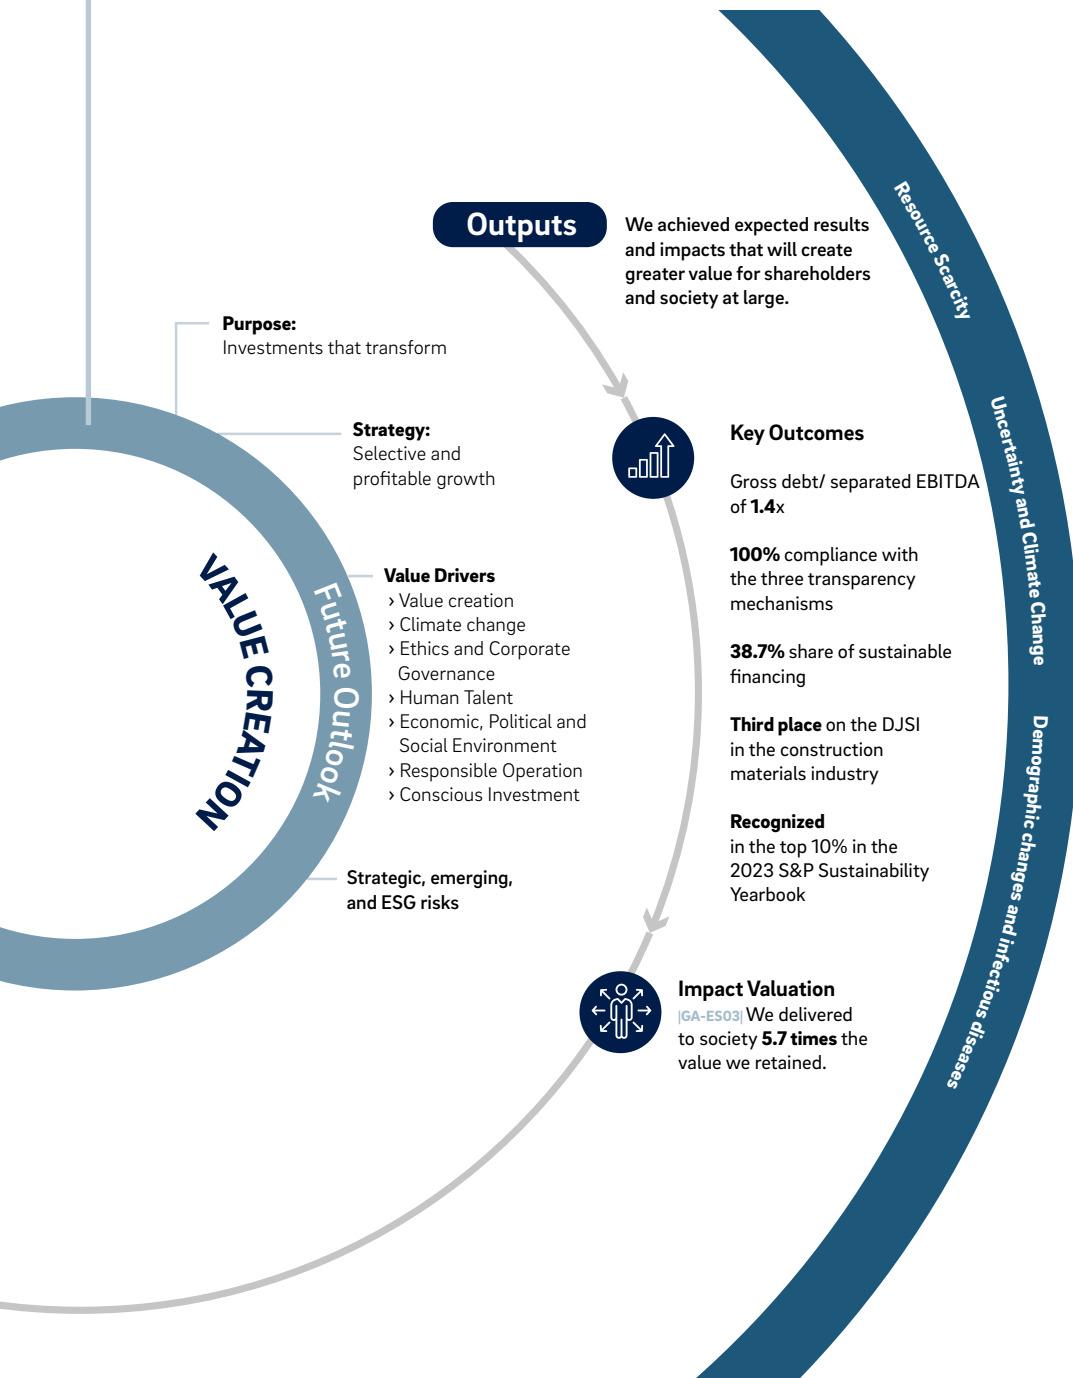 Outputs
We achieved expected results
and impacts that will create
greater value for shareholders
and society at large.
Purpose:
Investments that transform
Strategy:
Selective and
profitable growth
Value Drivers
› Value creation
› Climate change
› Ethics and Corporate
Governance
› Human Talent
› Economic, Political and
Social Environment
› Responsible Operation
› Conscious Investment
Strategic, emerging,
and ESG risks
VALUE CREATION
Future Outlook
Key Outcomes
Gross debt/ separated EBITDA
of 1.4x
100% compliance with
the three transparency
mechanisms
38.7% share of sustainable
financing
Third place on the DJSI
in the construction
materials industry
Recognized
in the top 10% in the
2023 S&P Sustainability
Yearbook
Impact Valuation
|GA-ES03| We delivered
to society 5.7 times the
value we retained.
Resource Scarcity
Uncertainty and Climate Change
Demographic changes and infectious diseases